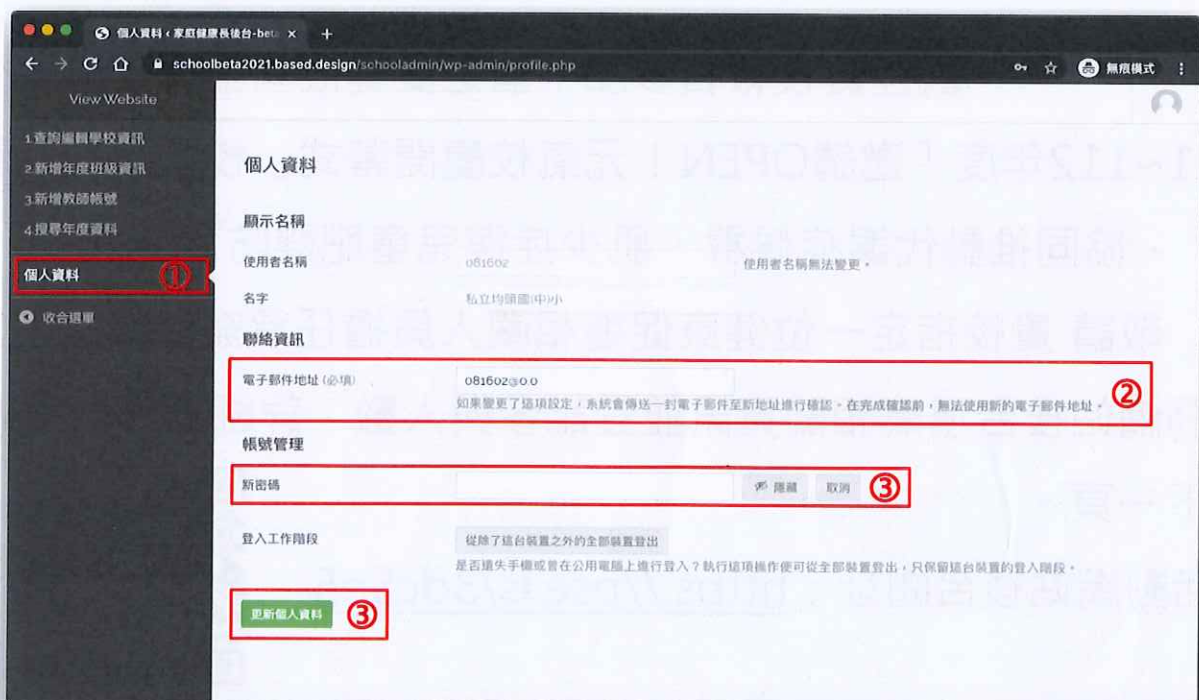 個人資料 ‹ 家庭健康長後台-bet × +
schoolbeta2021.based.design/schooladmin/wp-admin/profile.php
無痕模式
View Website
1.查詢編輯學校資訊
2.新增年度班級資訊
3.新增教師帳號
4.搜尋年度資料
個人資料 ①
收合選單
個人資料
顯示名稱
使用者名稱 081602 使用者名稱無法變更。
名字 私立均頭國(中)小
聯絡資訊
電子郵件地址 (必填) 081602@0.0
如果變更了這項設定，系統會傳送一封電子郵件至新地址進行確認。在完成確認前，無法使用新的電子郵件地址。 ②
帳號管理
新密碼 隱藏 取消 ③
登入工作階段 從除了這台裝置之外的全部裝置登出
是否遺失手機或曾在公用電腦上進行登入？執行這項操作便可從全部裝置登出，只保留這台裝置的登入階段。
更新個人資料 ③